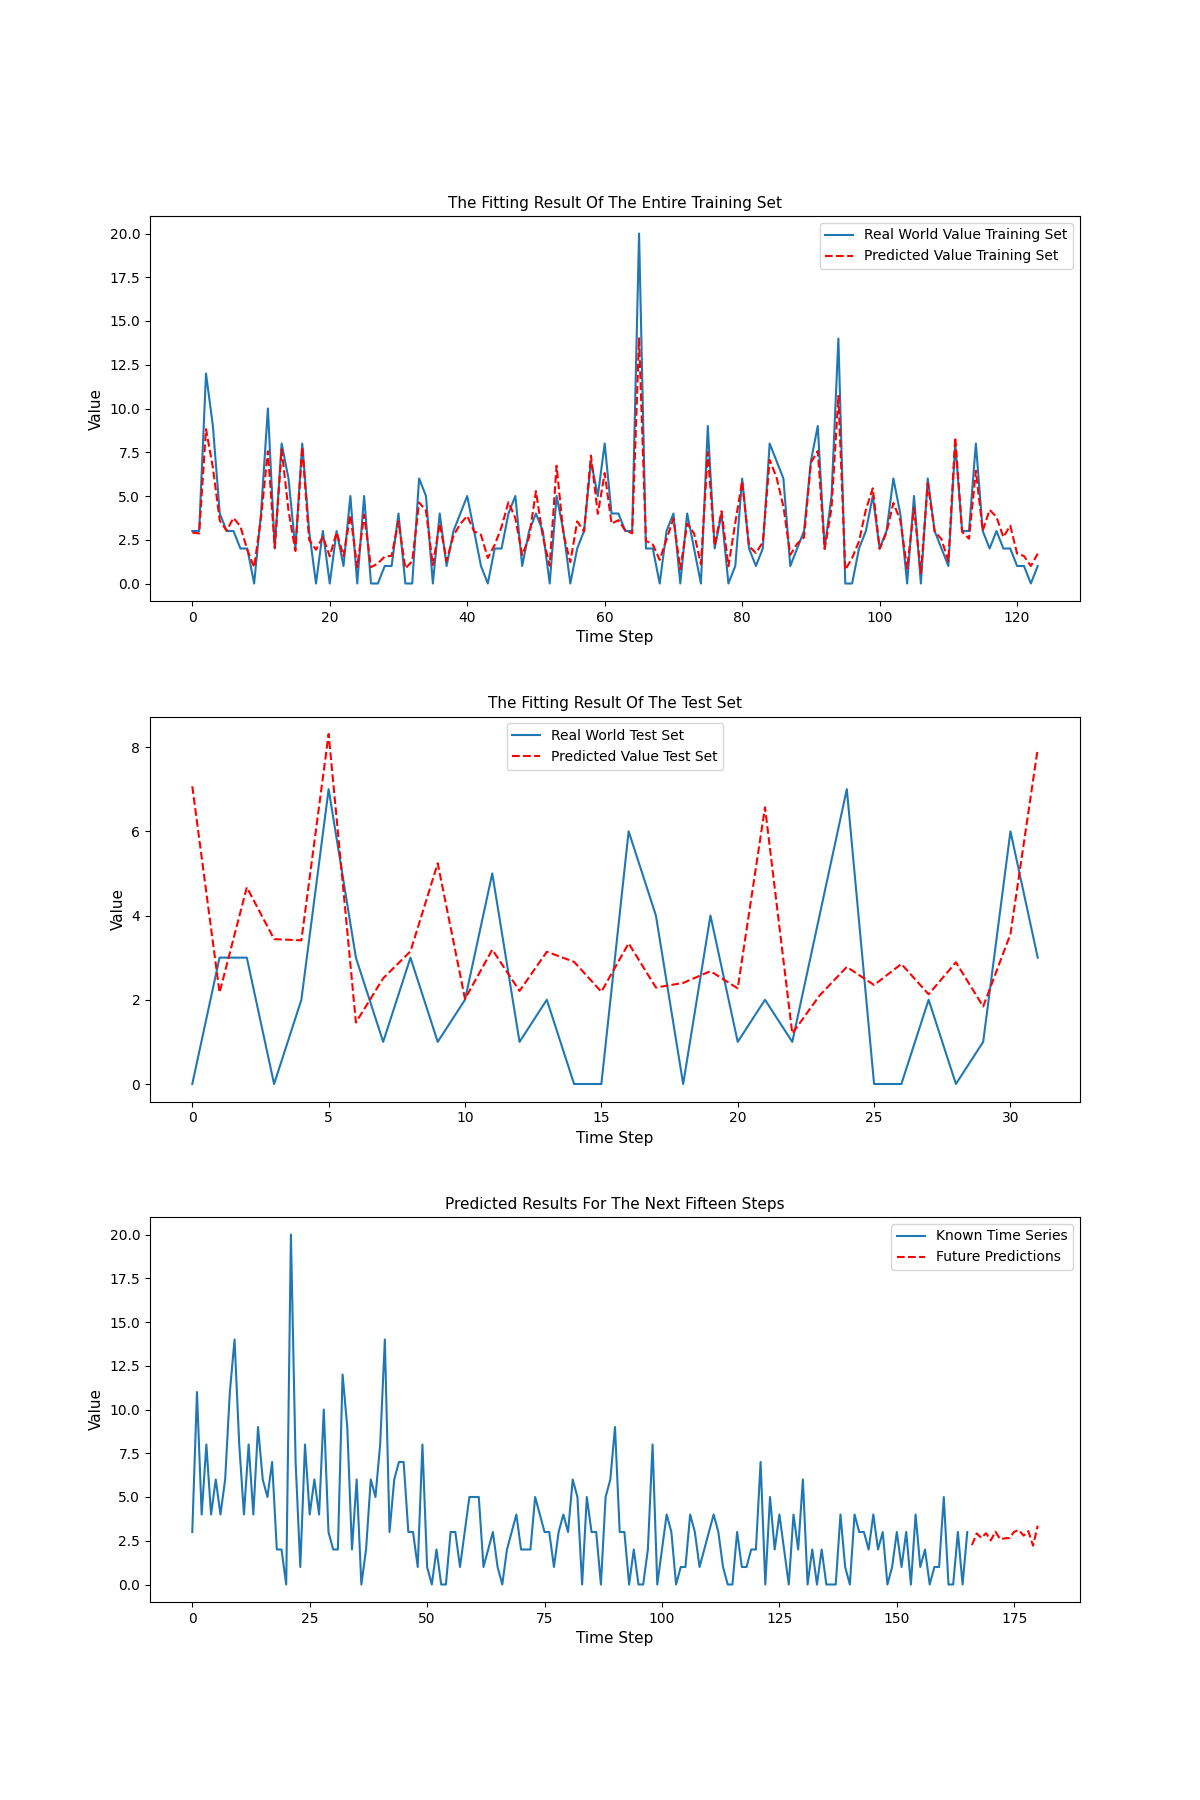 The Fitting Result Of The Entire Training Set
Real World Value Training Set
Predicted Value Training Set
Value
20.0
17.5
15.0
12.5
10.0
7.5
5.0
2.5
0.0
0 20 40 60 80 100 120
Time Step
The Fitting Result Of The Test Set
Real World Test Set
Predicted Value Test Set
Value
8
6
4
2
0
0 5 10 15 20 25 30
Time Step
Predicted Results For The Next Fifteen Steps
Known Time Series
Future Predictions
Value
20.0
17.5
15.0
12.5
10.0
7.5
5.0
2.5
0.0
0 25 50 75 100 125 150 175
Time Step